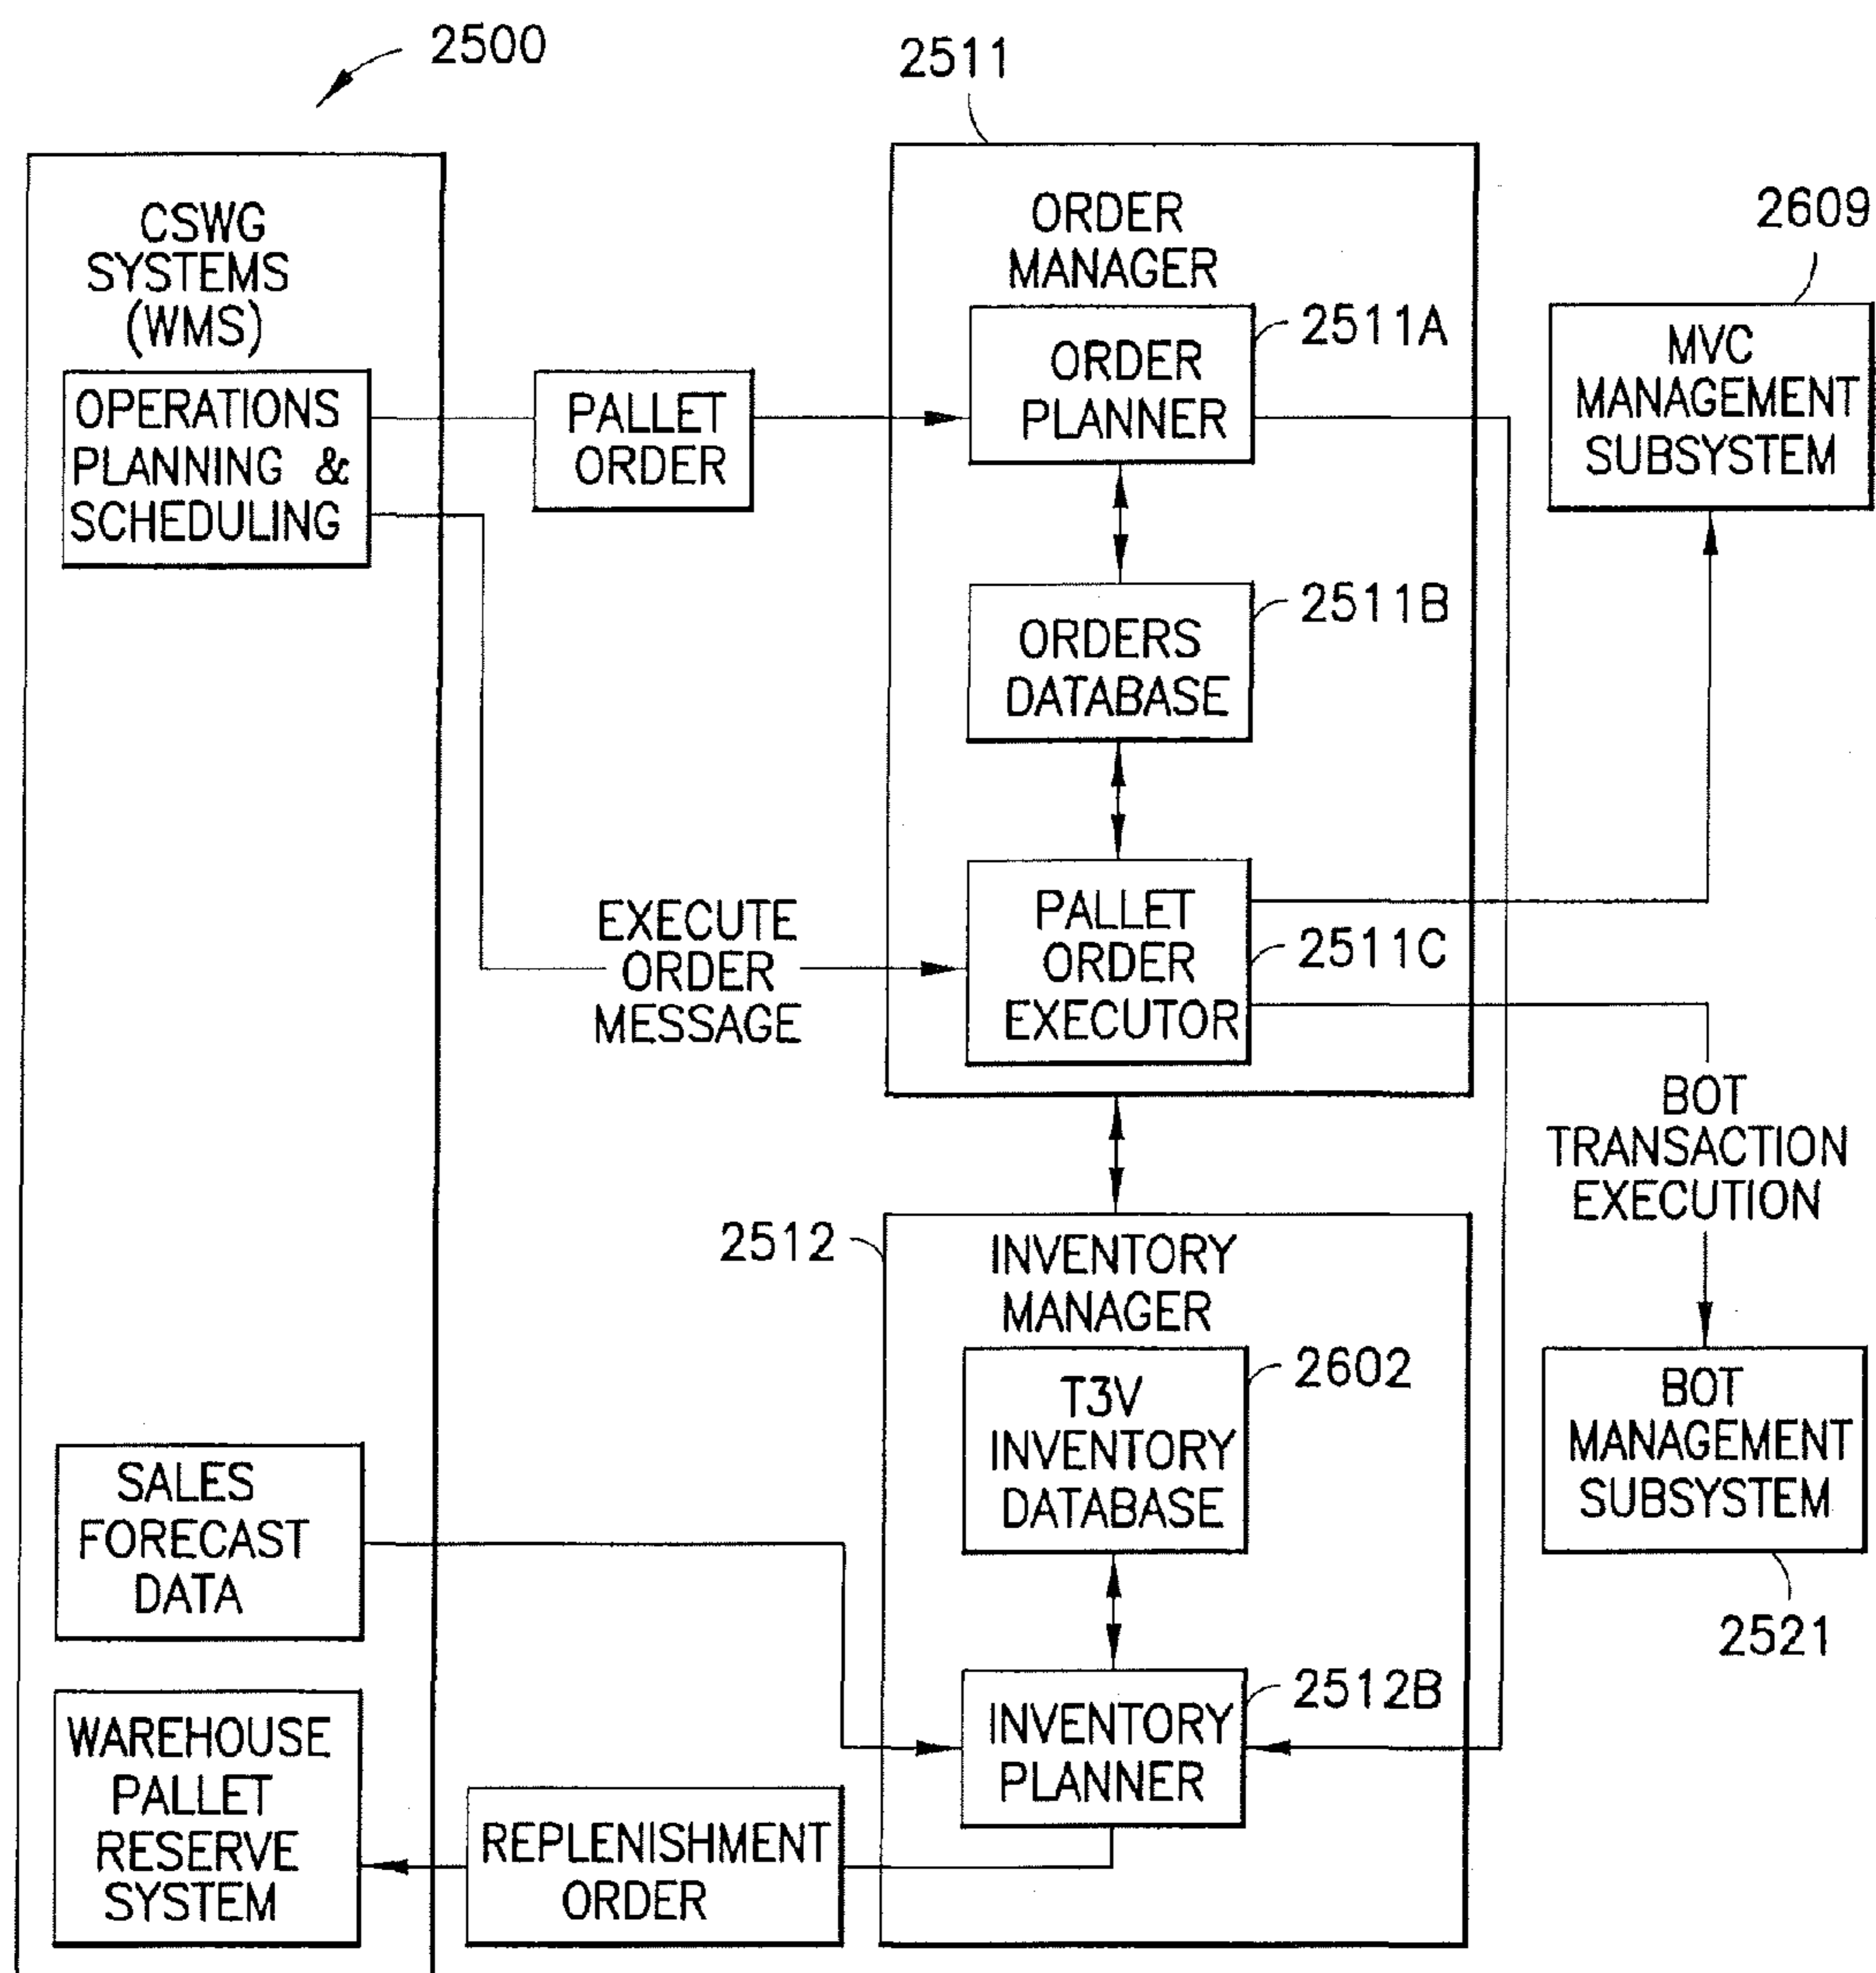 2500
2511
CSWG
SYSTEMS
(WMS)
OPERATIONS
PLANNING &
SCHEDULING
PALLET
ORDER
ORDER
MANAGER
2511A
ORDER
PLANNER
2609
MVC
MANAGEMENT
SUBSYSTEM
2511B
ORDERS
DATABASE
EXECUTE
ORDER
MESSAGE
PALLET
ORDER
EXECUTOR
2511C
BOT
TRANSACTION
EXECUTION
2512
INVENTORY
MANAGER
2602
T3V
INVENTORY
DATABASE
BOT
MANAGEMENT
SUBSYSTEM
2521
SALES
FORECAST
DATA
2512B
INVENTORY
PLANNER
WAREHOUSE
PALLET
RESERVE
SYSTEM
REPLENISHMENT
ORDER